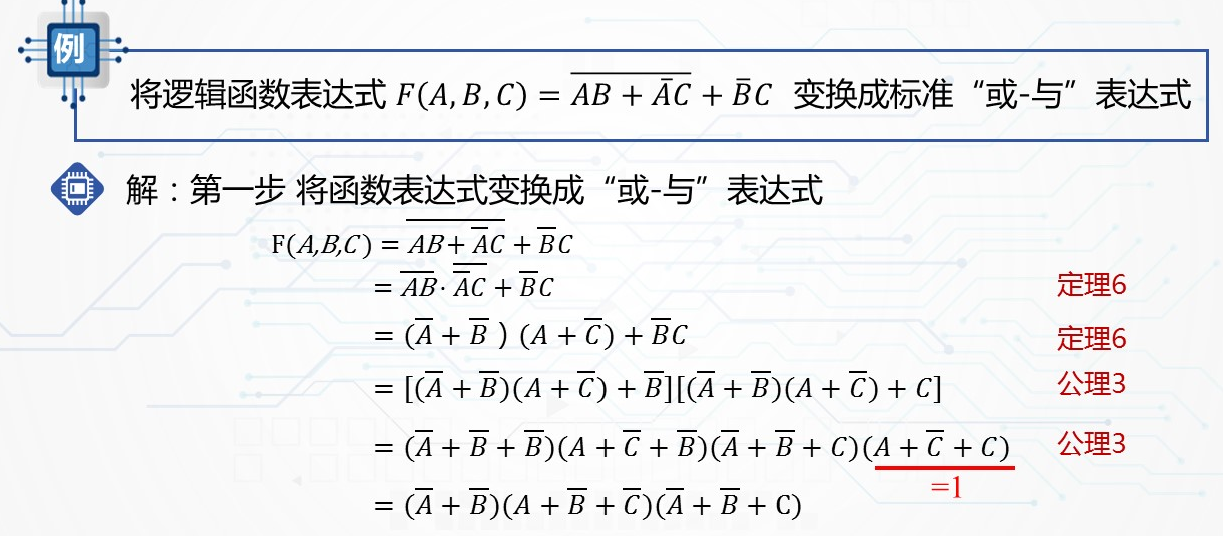 例
将逻辑函数表达式 F(A, B, C) = \overline{AB + \overline{A}C} + \overline{B}C 变换成标准“或-与”表达式
解：第一步 将函数表达式变换成“或-与”表达式
F(A,B,C) = \overline{AB + \overline{A}C} + \overline{B}C
= \overline{AB} · \overline{\overline{A}C} + \overline{B}C 定理6
= (\overline{A} + \overline{B}）(A + \overline{C}) + \overline{B}C 定理6
= [(\overline{A} + \overline{B})(A + \overline{C}) + \overline{B}][(\overline{A} + \overline{B})(A + \overline{C}) + C] 公理3
= (\overline{A} + \overline{B} + \overline{B})(A + \overline{C} + \overline{B})(\overline{A} + \overline{B} + C)(A + \overline{C} + C) 公理3
=1
= (\overline{A} + \overline{B})(A + \overline{B} + \overline{C})(\overline{A} + \overline{B} + C)